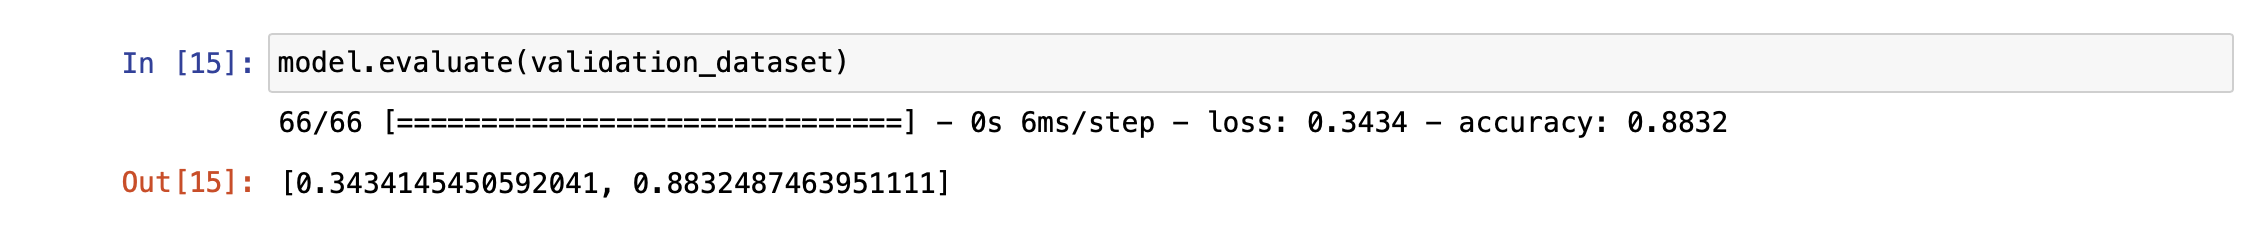 In [15]: model.evaluate(validation_dataset)
66/66 [==============================] - 0s 6ms/step - loss: 0.3434 - accuracy: 0.8832
Out[15]: [0.3434145450592041, 0.8832487463951111]